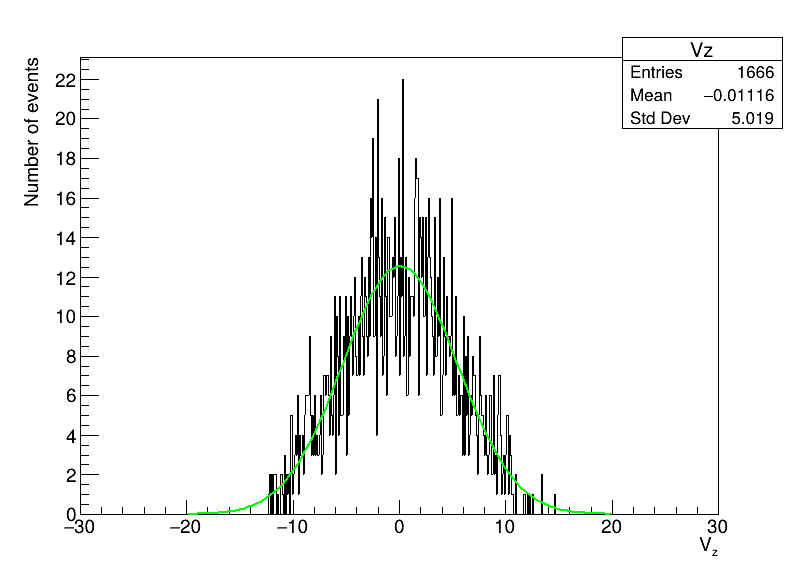 Vz
Entries 1666
Mean −0.01116
Std Dev 5.019
Number of events
22
20
18
16
14
12
10
8
6
4
2
0
−30 −20 −10 0 10 20 30
Vz